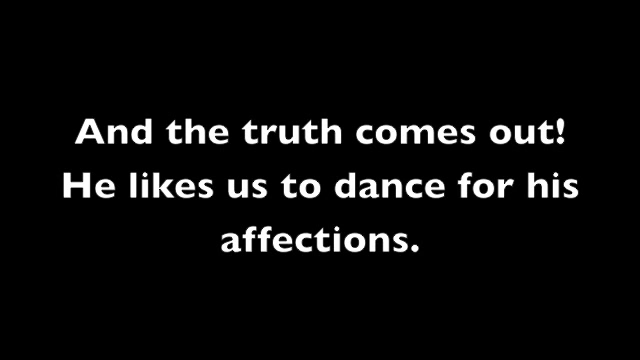 And the truth comes out!
He likes us to dance for his
affections.